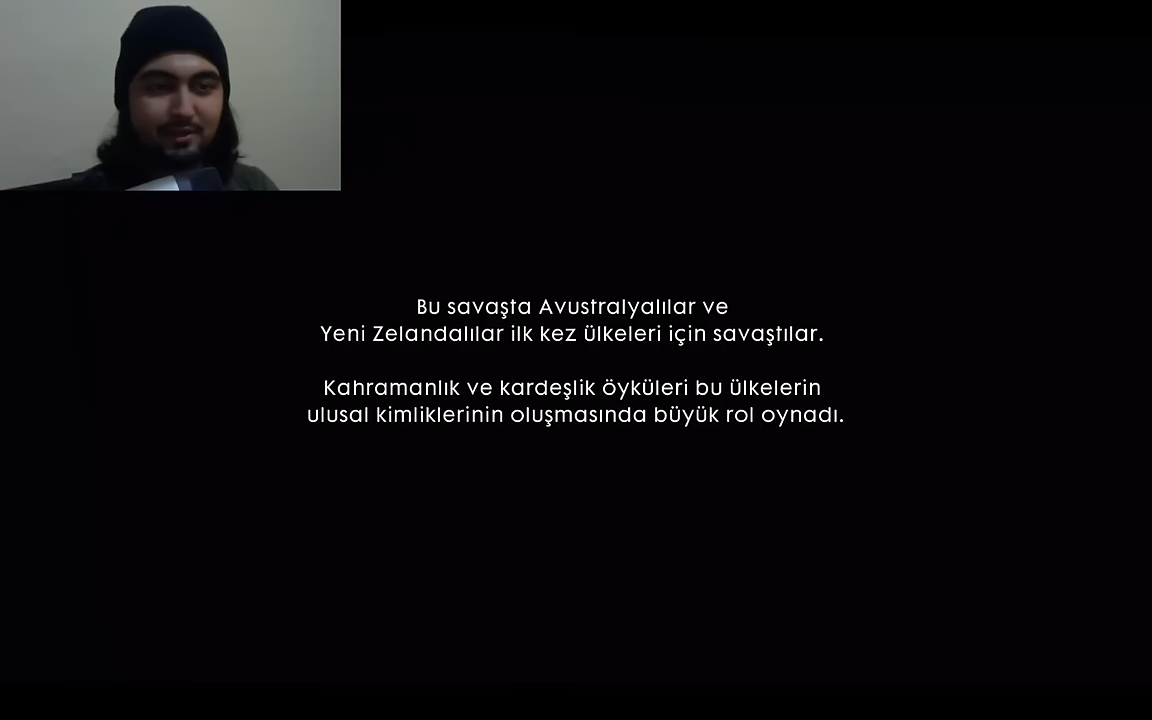 Bu savaşta Avustralyalılar ve
Yeni Zelandalılar ilk kez ülkeleri için savaştılar.
Kahramanlık ve kardeşlik öyküleri bu ülkelerin
ulusal kimliklerinin oluşmasında büyük rol oynadı.